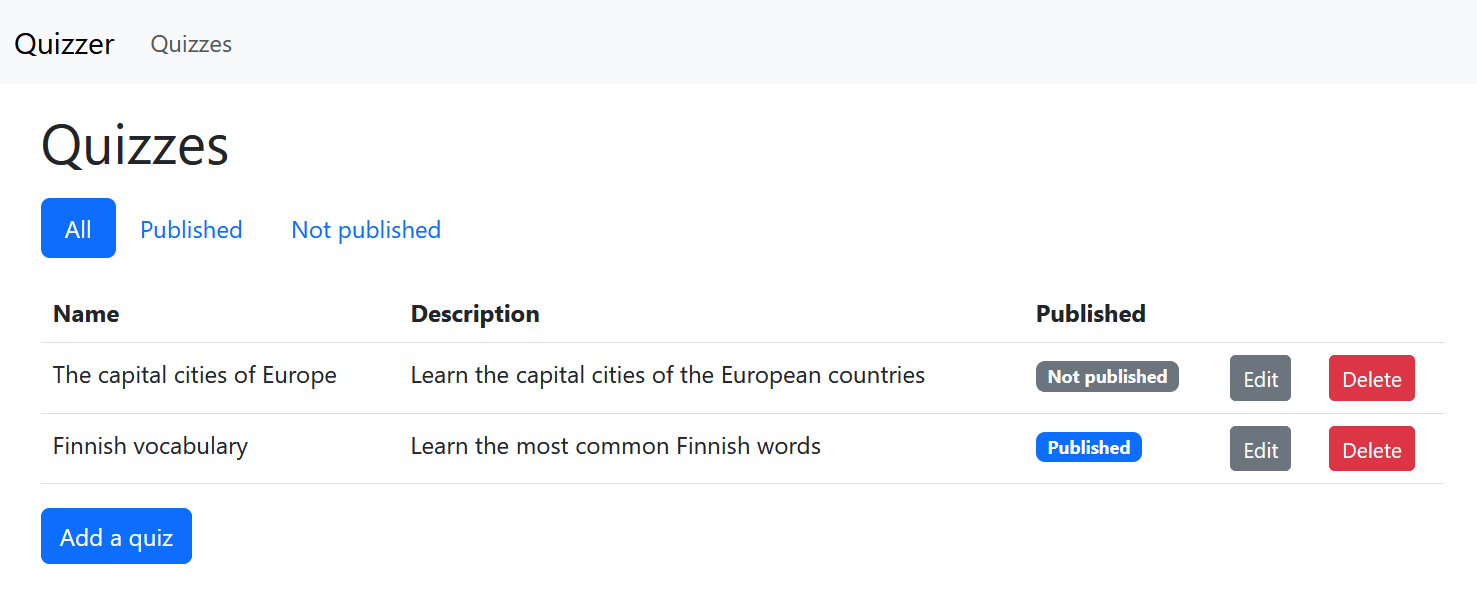 Quizzer Quizzes
Quizzes
All Published Not published
Name Description Published
The capital cities of Europe Learn the capital cities of the European countries Not published Edit Delete
Finnish vocabulary Learn the most common Finnish words Published Edit Delete
Add a quiz